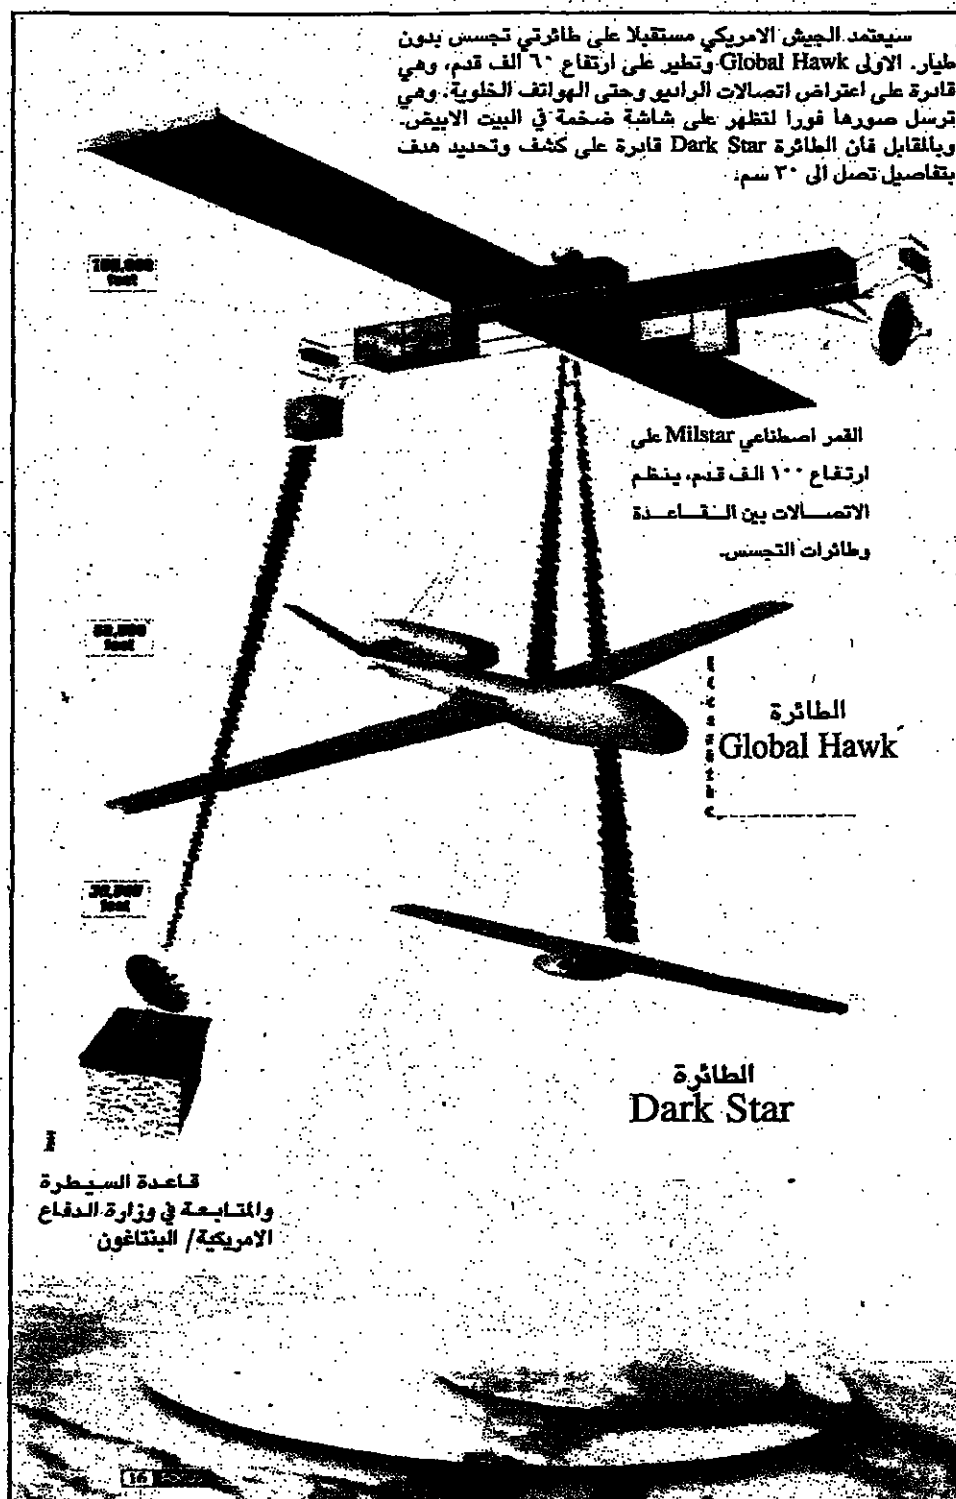 سيعتمد الجيش الامريكي مستقبلا على طائرتي تجسس بدون
طيار. الاولى Global Hawk وتطير على ارتفاع ٦٠ الف قدم، وهي
قادرة على اعتراض اتصالات الراديو وحتى الهواتف الخلوية، وهي
ترسل صورها فورا لتظهر على شاشة ضخمة في البيت الابيض.
وبالمقابل فان الطائرة Dark Star قادرة على كشف وتحديد هدف
بتفاصيل تصل الى ٣٠ سم.
100,000
feet
القمر اصطناعي Milstar على
ارتفاع ١٠٠ الف قدم، ينظم
الاتصالات بين القاعدة
وطائرات التجسس.
feet
الطائرة
Global Hawk
feet
الطائرة
Dark Star
قاعدة السيطرة
والمتابعة في وزارة الدفاع
الامريكية/ البنتاغون
16